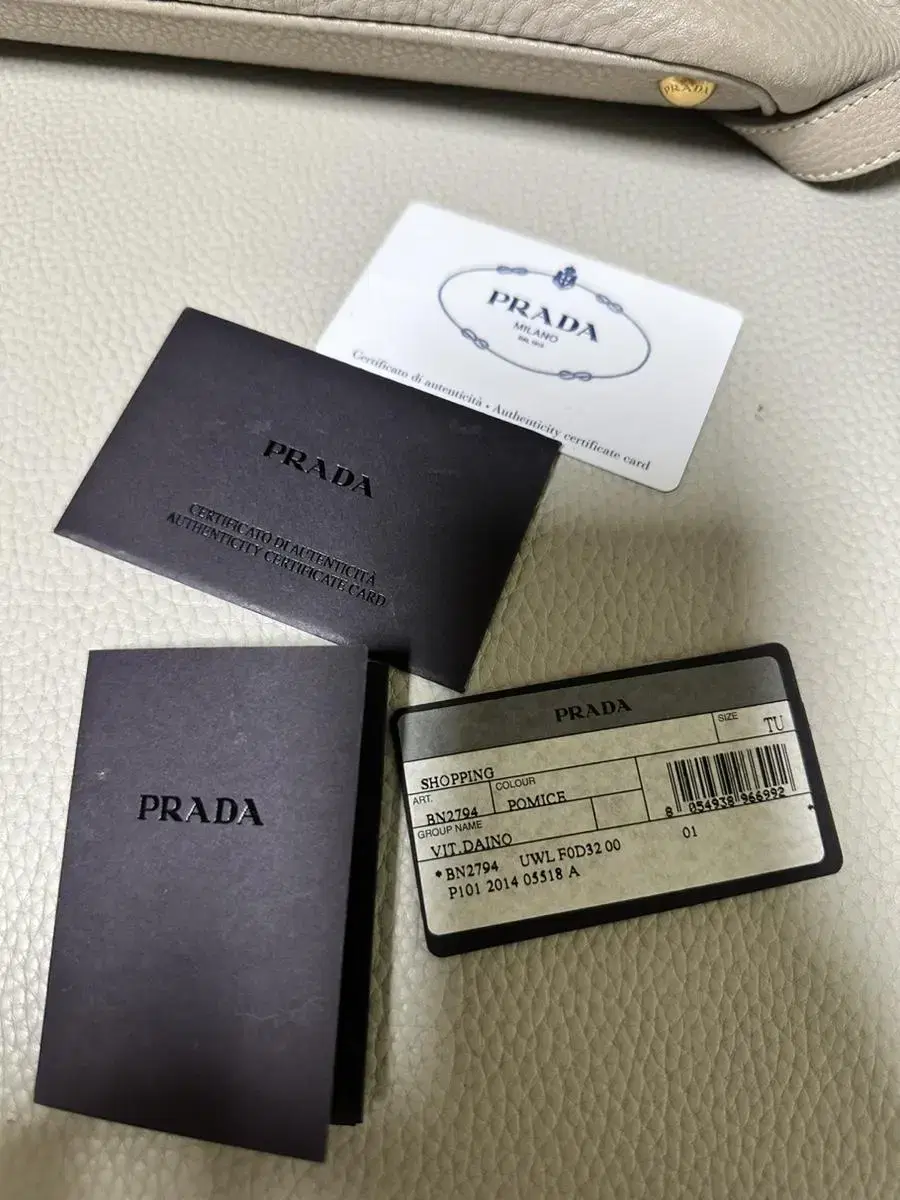 PRADA
PRADA
MILANO
DAL 1913
Certificato di autenticità • Authenticity certificate card
PRADA
CERTIFICATO DI AUTENTICITÀ
AUTHENTICITY CERTIFICATE CARD
PRADA
PRADA
SIZE
TU
SHOPPING
ART.
COLOUR
BN2794
POMICE
GROUP NAME
VIT.DAINO
8 054938 966992
*BN2794 UWL F0D32 00 01
P101 2014 05518 A